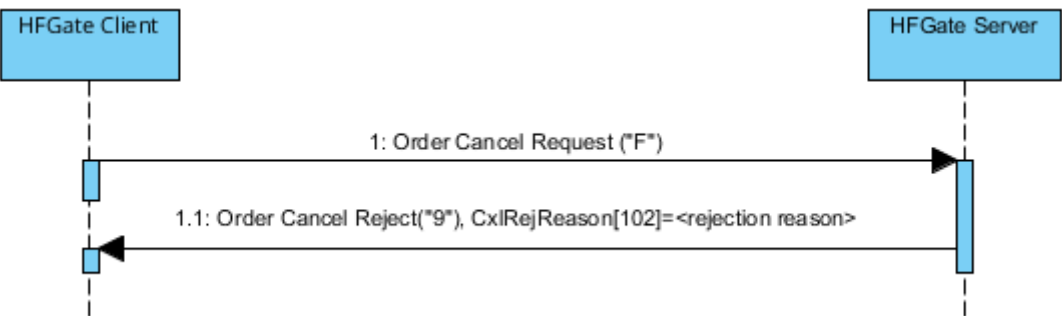 HFGate Client
HFGate Server
1: Order Cancel Request ("F")
1.1: Order Cancel Reject("9"), CxlRejReason[102]=<rejection reason>